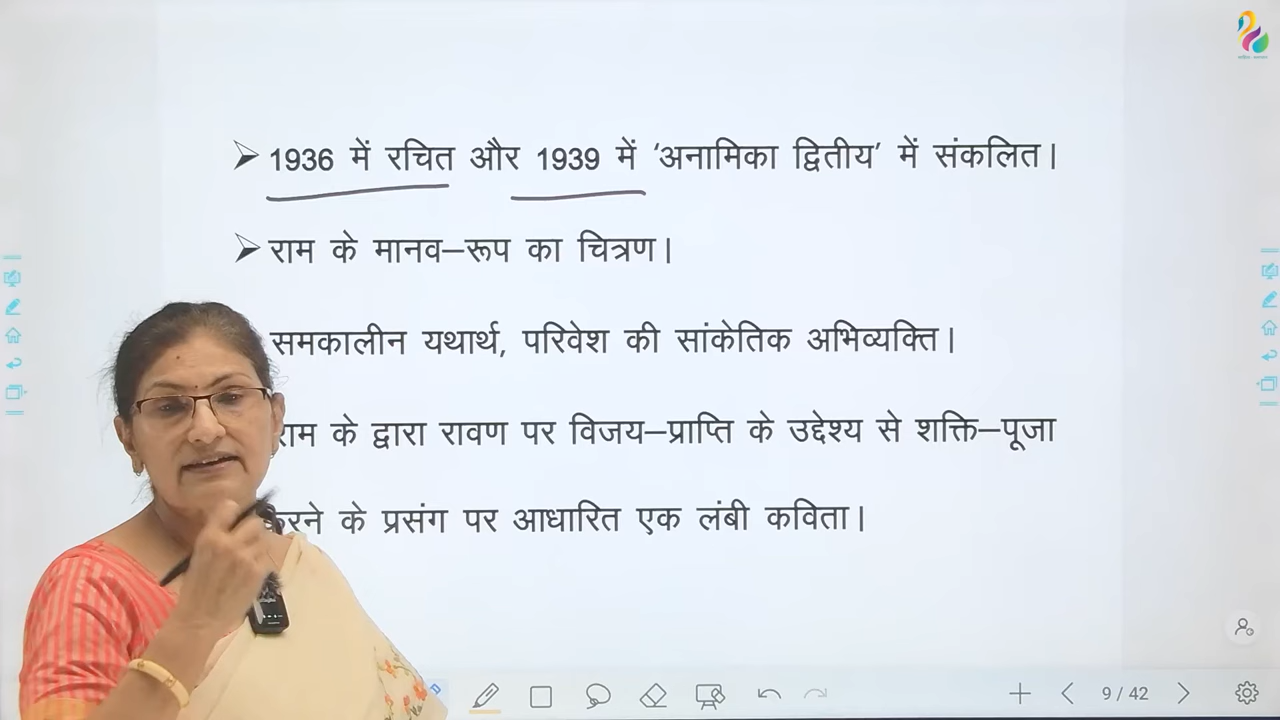 1936 में रचित और 1939 में ‘अनामिका द्वितीय’ में संकलित।
राम के मानव–रूप का चित्रण।
समकालीन यथार्थ, परिवेश की सांकेतिक अभिव्यक्ति।
राम के द्वारा रावण पर विजय–प्राप्ति के उद्देश्य से शक्ति–पूजा
करने के प्रसंग पर आधारित एक लंबी कविता।
9 / 42